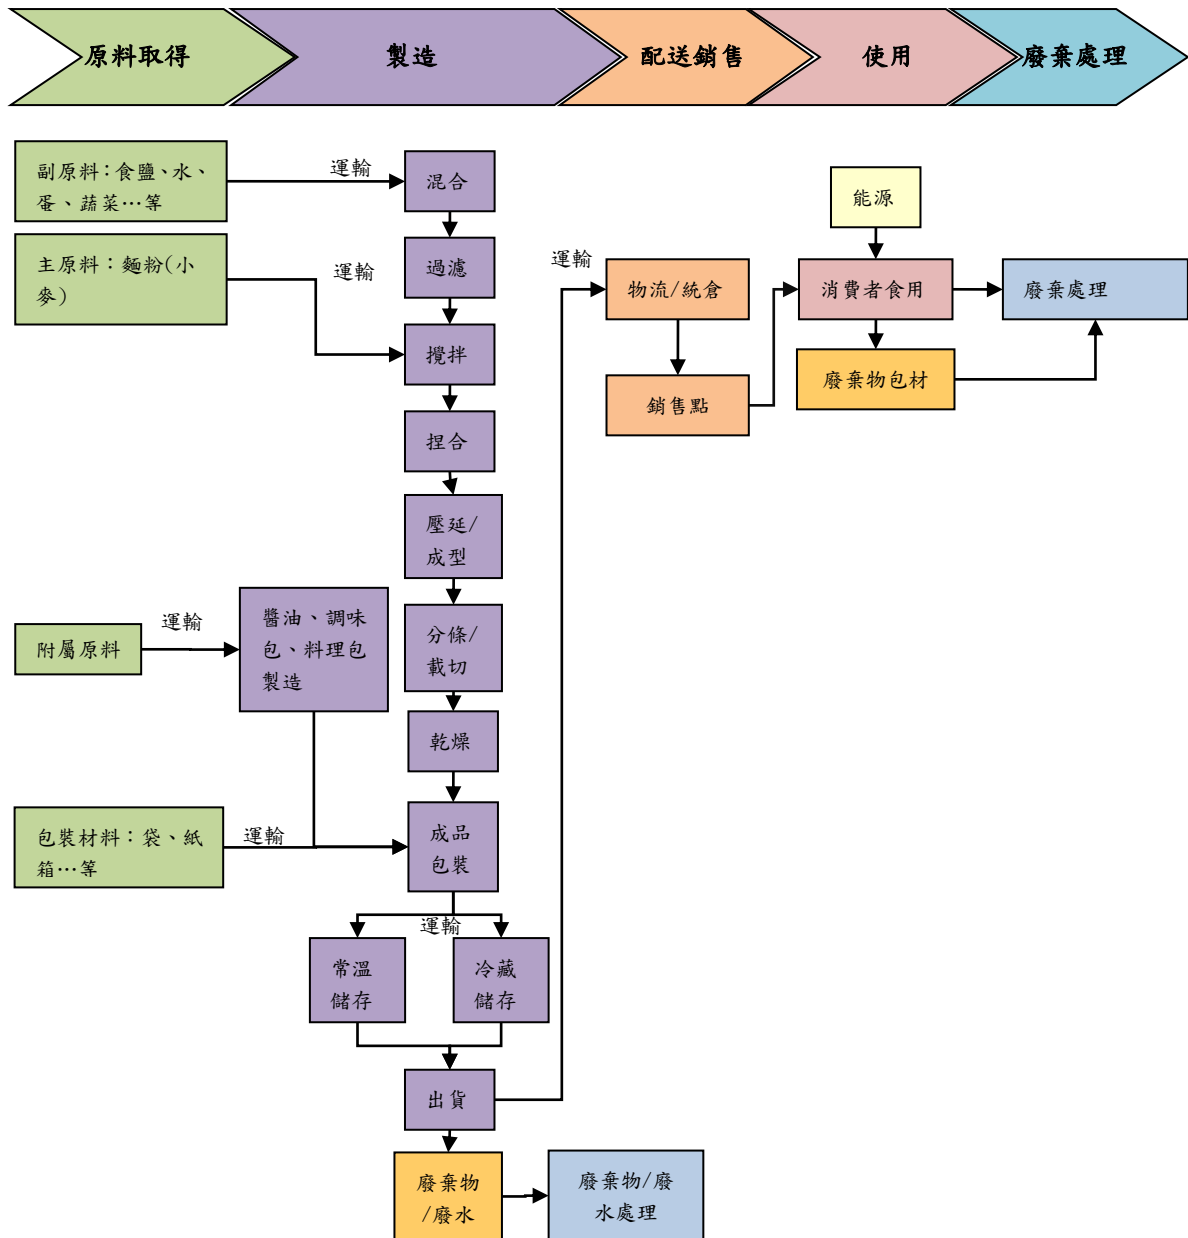 原料取得
製造
配送銷售
使用
廢棄處理
副原料：食鹽、水、
蛋、蔬菜…等
運輸
混合
能源
主原料：麵粉(小
麥)
運輸
過濾
運輸
物流/統倉
消費者食用
廢棄處理
攪拌
銷售點
廢棄物包材
捏合
壓延/
成型
附屬原料
運輸
醬油、調味
包、料理包
製造
分條/
載切
乾燥
包裝材料：袋、紙
箱…等
運輸
成品
包裝
運輸
常溫
儲存
冷藏
儲存
出貨
廢棄物
/廢水
廢棄物/廢
水處理